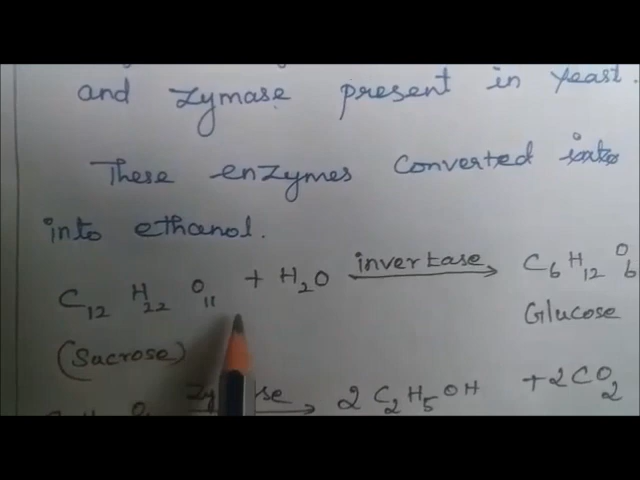 and zymase present in yeast.
These enzymes converted
into ethanol.
C12 H22 O11 + H2O invertase C6 H12 O6
(Sucrose) Glucose
2 C2H5OH + 2CO2